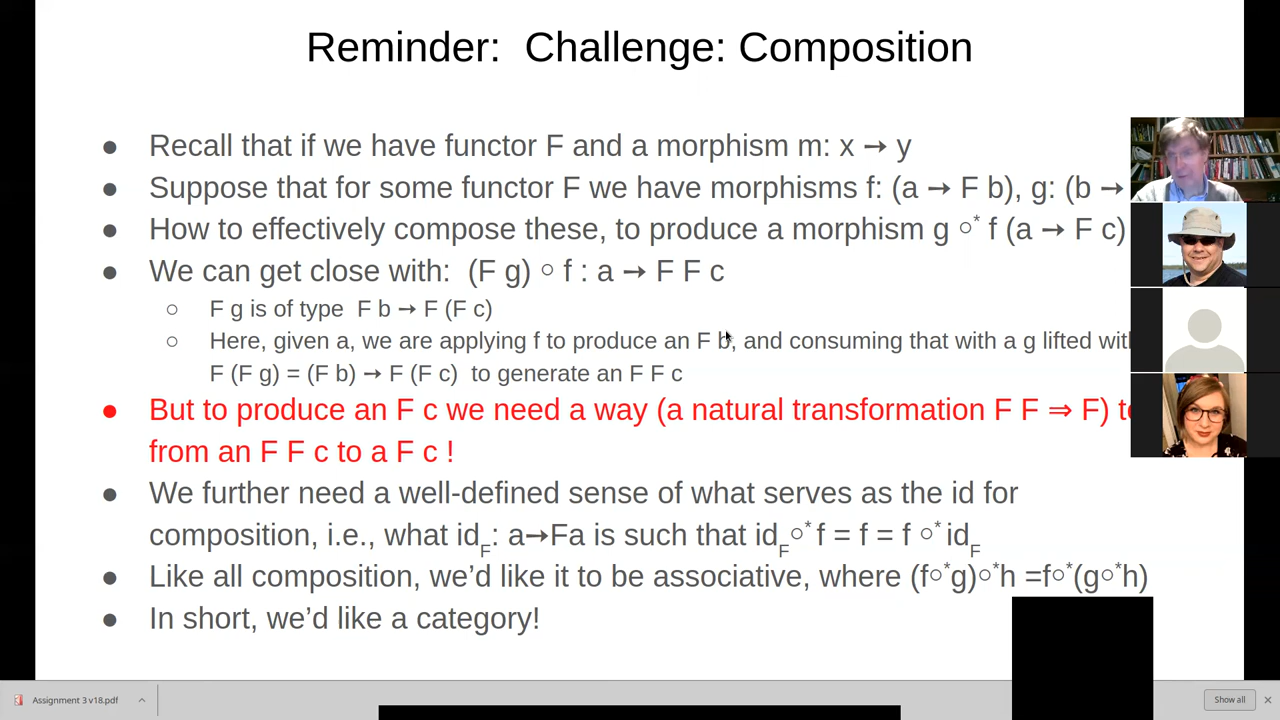 Reminder:  Challenge: Composition
● Recall that if we have functor F and a morphism m: x → y
● Suppose that for some functor F we have morphisms f: (a → F b), g: (b →
● How to effectively compose these, to produce a morphism g ○* f (a → F c)
● We can get close with:  (F g) ○ f : a → F F c
○ F g is of type  F b → F (F c)
○ Here, given a, we are applying f to produce an F b, and consuming that with a g lifted
F (F g) = (F b) → F (F c)  to generate an F F c
● But to produce an F c we need a way (a natural transformation F F ⇒ F)
from an F F c to a F c !
● We further need a well-defined sense of what serves as the id for
composition, i.e., what id_F: a→Fa is such that id_F○* f = f = f ○* id_F
● Like all composition, we’d like it to be associative, where (f○*g)○*h =f○*(g○*h)
● In short, we’d like a category!
Assignment 3 v18.pdf
Show all